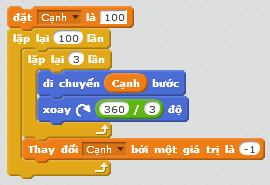 đặt Cạnh là 100
lặp lại 100 lần
lặp lại 3 lần
di chuyển Cạnh bước
xoay 360 / 3 độ
Thay đổi Cạnh bởi một giá trị là -1